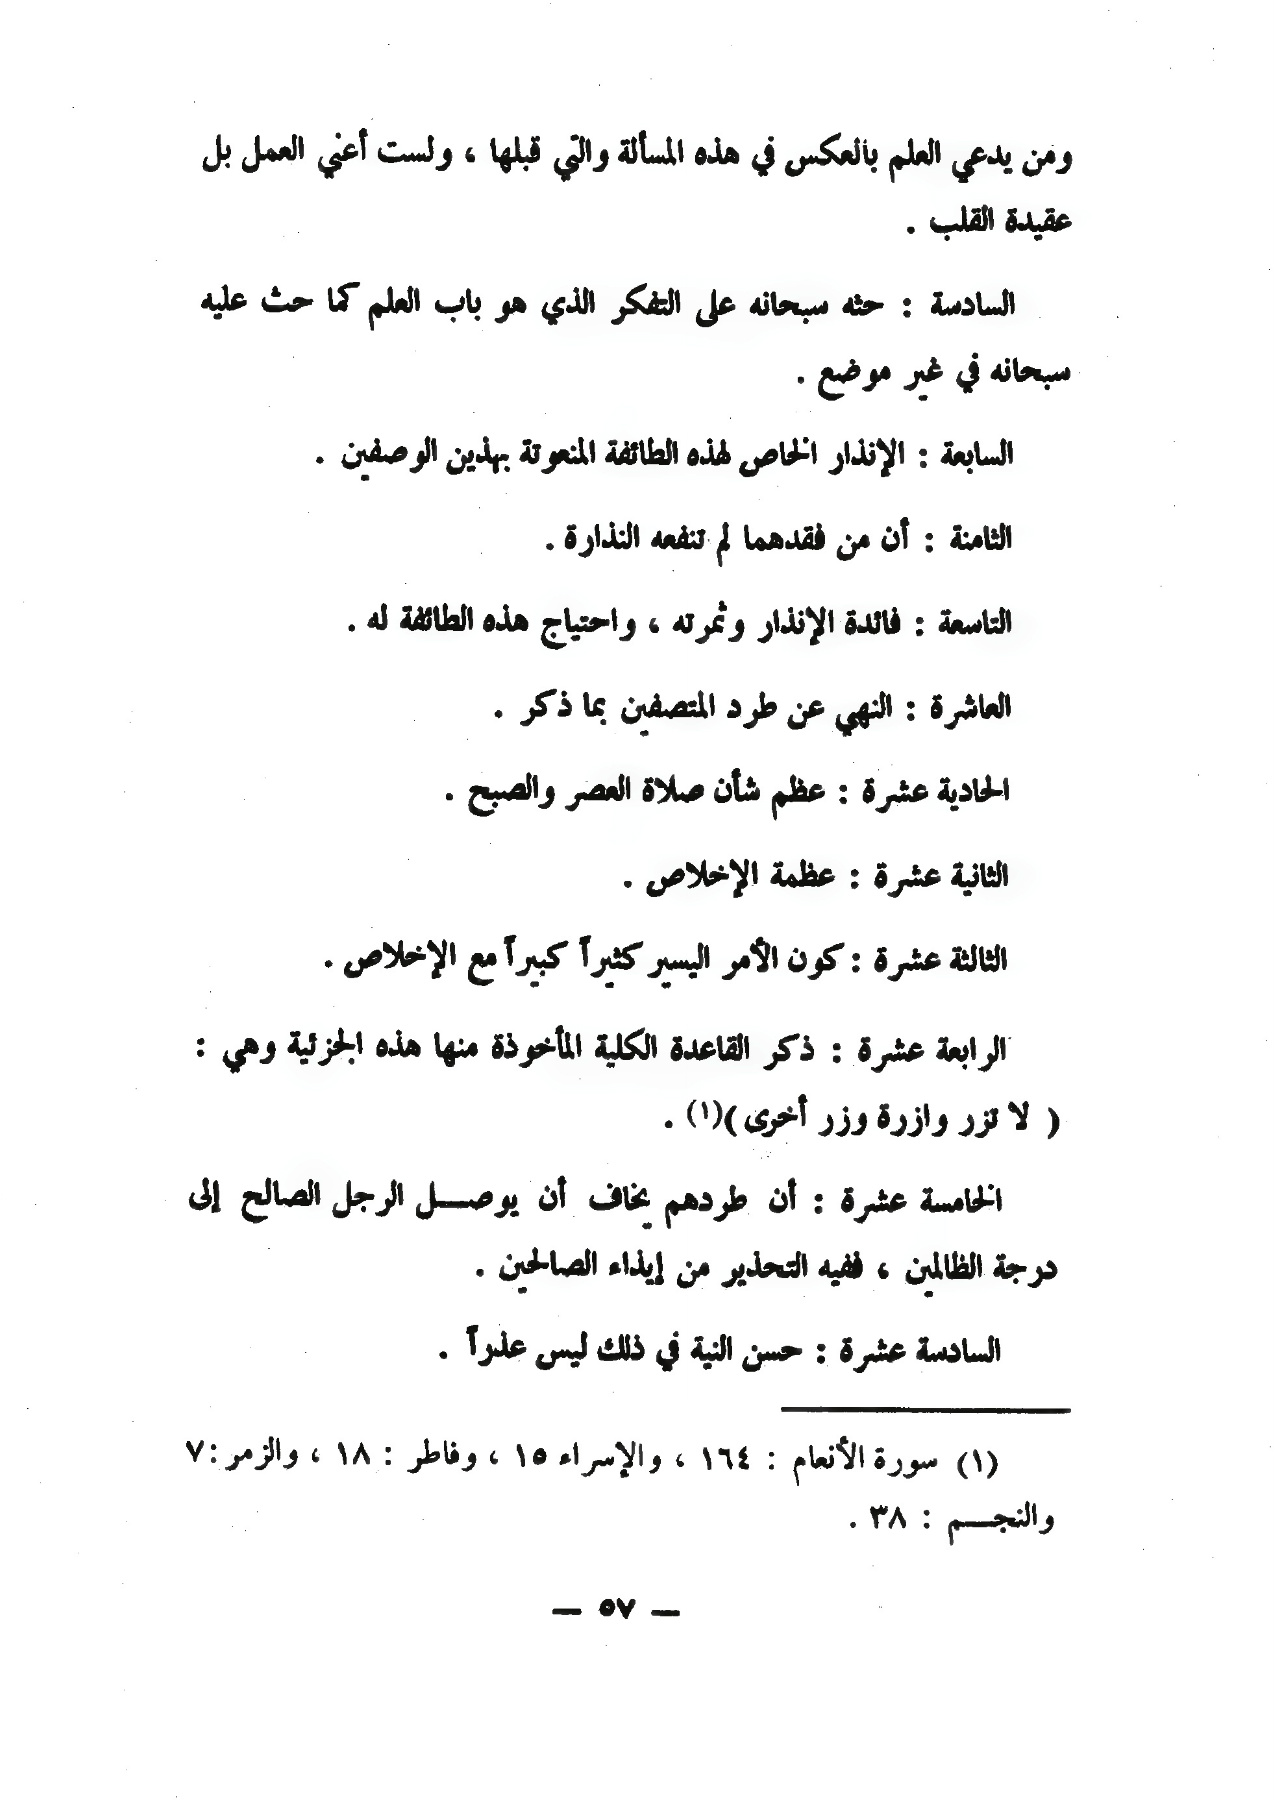 ومن يدعي العلم بالعكس في هذه المسألة والتي قبلها ، ولست أعني العمل بل
عقيدة القلب .
السادسة : حثه سبحانه على التفكر الذي هو باب العلم كما حث عليه
سبحانه في غير موضع .
السابعة : الإنذار الخاص لهذه الطائفة المنعوتة بهذين الوصفين .
الثامنة : أن من فقدهما لم تنفعه النذارة .
التاسعة : فائدة الإنذار وثمرته ، واحتياج هذه الطائفة له .
العاشرة : النهي عن طرد المتصفين بما ذكر .
الحادية عشرة : عظم شأن صلاة العصر والصبح .
الثانية عشرة : عظمة الإخلاص .
الثالثة عشرة : كون الأمر اليسير كثيراً كبيراً مع الإخلاص .
الرابعة عشرة : ذكر القاعدة الكلية المأخوذة منها هذه الجزئية وهي :
( لا تزر وازرة وزر أخرى )(١) .
الخامسة عشرة : أن طردهم يخاف أن يوصل الرجل الصالح إلى
درجة الظالمين ، ففيه التحذير من إيذاء الصالحين .
السادسة عشرة : حسن النية في ذلك ليس عذراً .
(١) سورة الأنعام : ١٦٤ ، والإسراء ١٥ ، وفاطر : ١٨ ، والزمر :٧
والنجم : ٣٨ .
— ٥٧ —